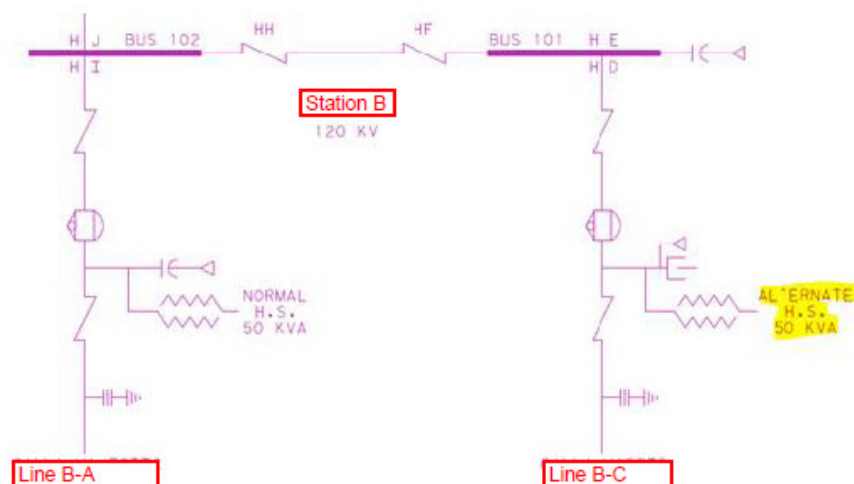 HH
HF
H J BUS 102
BUS 101 H E
H I
H D
Station B
120 KV
NORMAL
H.S.
50 KVA
ALTERNATE
H.S.
50 KVA
Line B-A
Line B-C